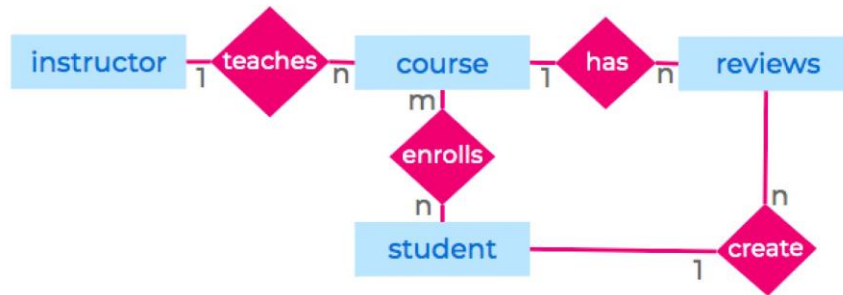 instructor
1
teaches
n
course
1
has
n
reviews
m
enrolls
n
student
1
create
n